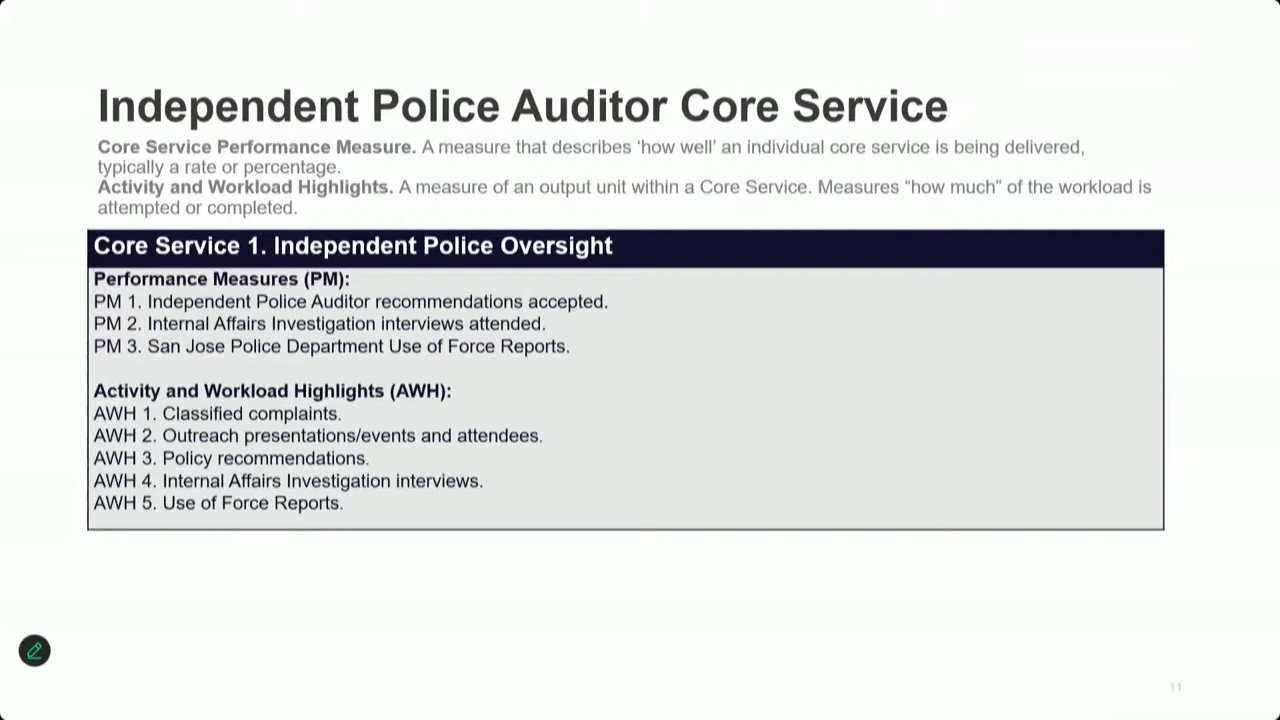 Independent Police Auditor Core Service
Core Service Performance Measure. A measure that describes ‘how well’ an individual core service is being delivered,
typically a rate or percentage.
Activity and Workload Highlights. A measure of an output unit within a Core Service. Measures “how much” of the workload is
attempted or completed.
Core Service 1. Independent Police Oversight
Performance Measures (PM):
PM 1. Independent Police Auditor recommendations accepted.
PM 2. Internal Affairs Investigation interviews attended.
PM 3. San Jose Police Department Use of Force Reports.
Activity and Workload Highlights (AWH):
AWH 1. Classified complaints.
AWH 2. Outreach presentations/events and attendees.
AWH 3. Policy recommendations.
AWH 4. Internal Affairs Investigation interviews.
AWH 5. Use of Force Reports.
11